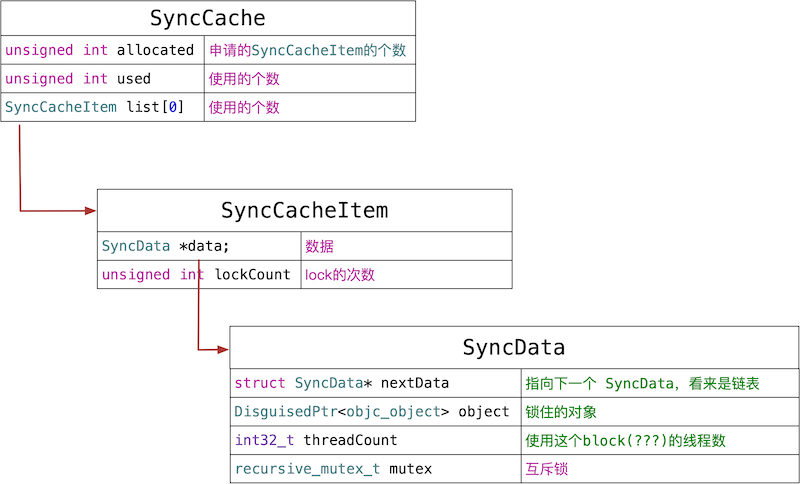 SyncCache
unsigned int allocated 申请的SyncCacheItem的个数
unsigned int used 使用的个数
SyncCacheItem list[0] 使用的个数
SyncCacheItem
SyncData *data; 数据
unsigned int lockCount lock的次数
SyncData
struct SyncData* nextData 指向下一个 SyncData，看来是链表
DisguisedPtr<objc_object> object 锁住的对象
int32_t threadCount 使用这个block(???)的线程数
recursive_mutex_t mutex 互斥锁